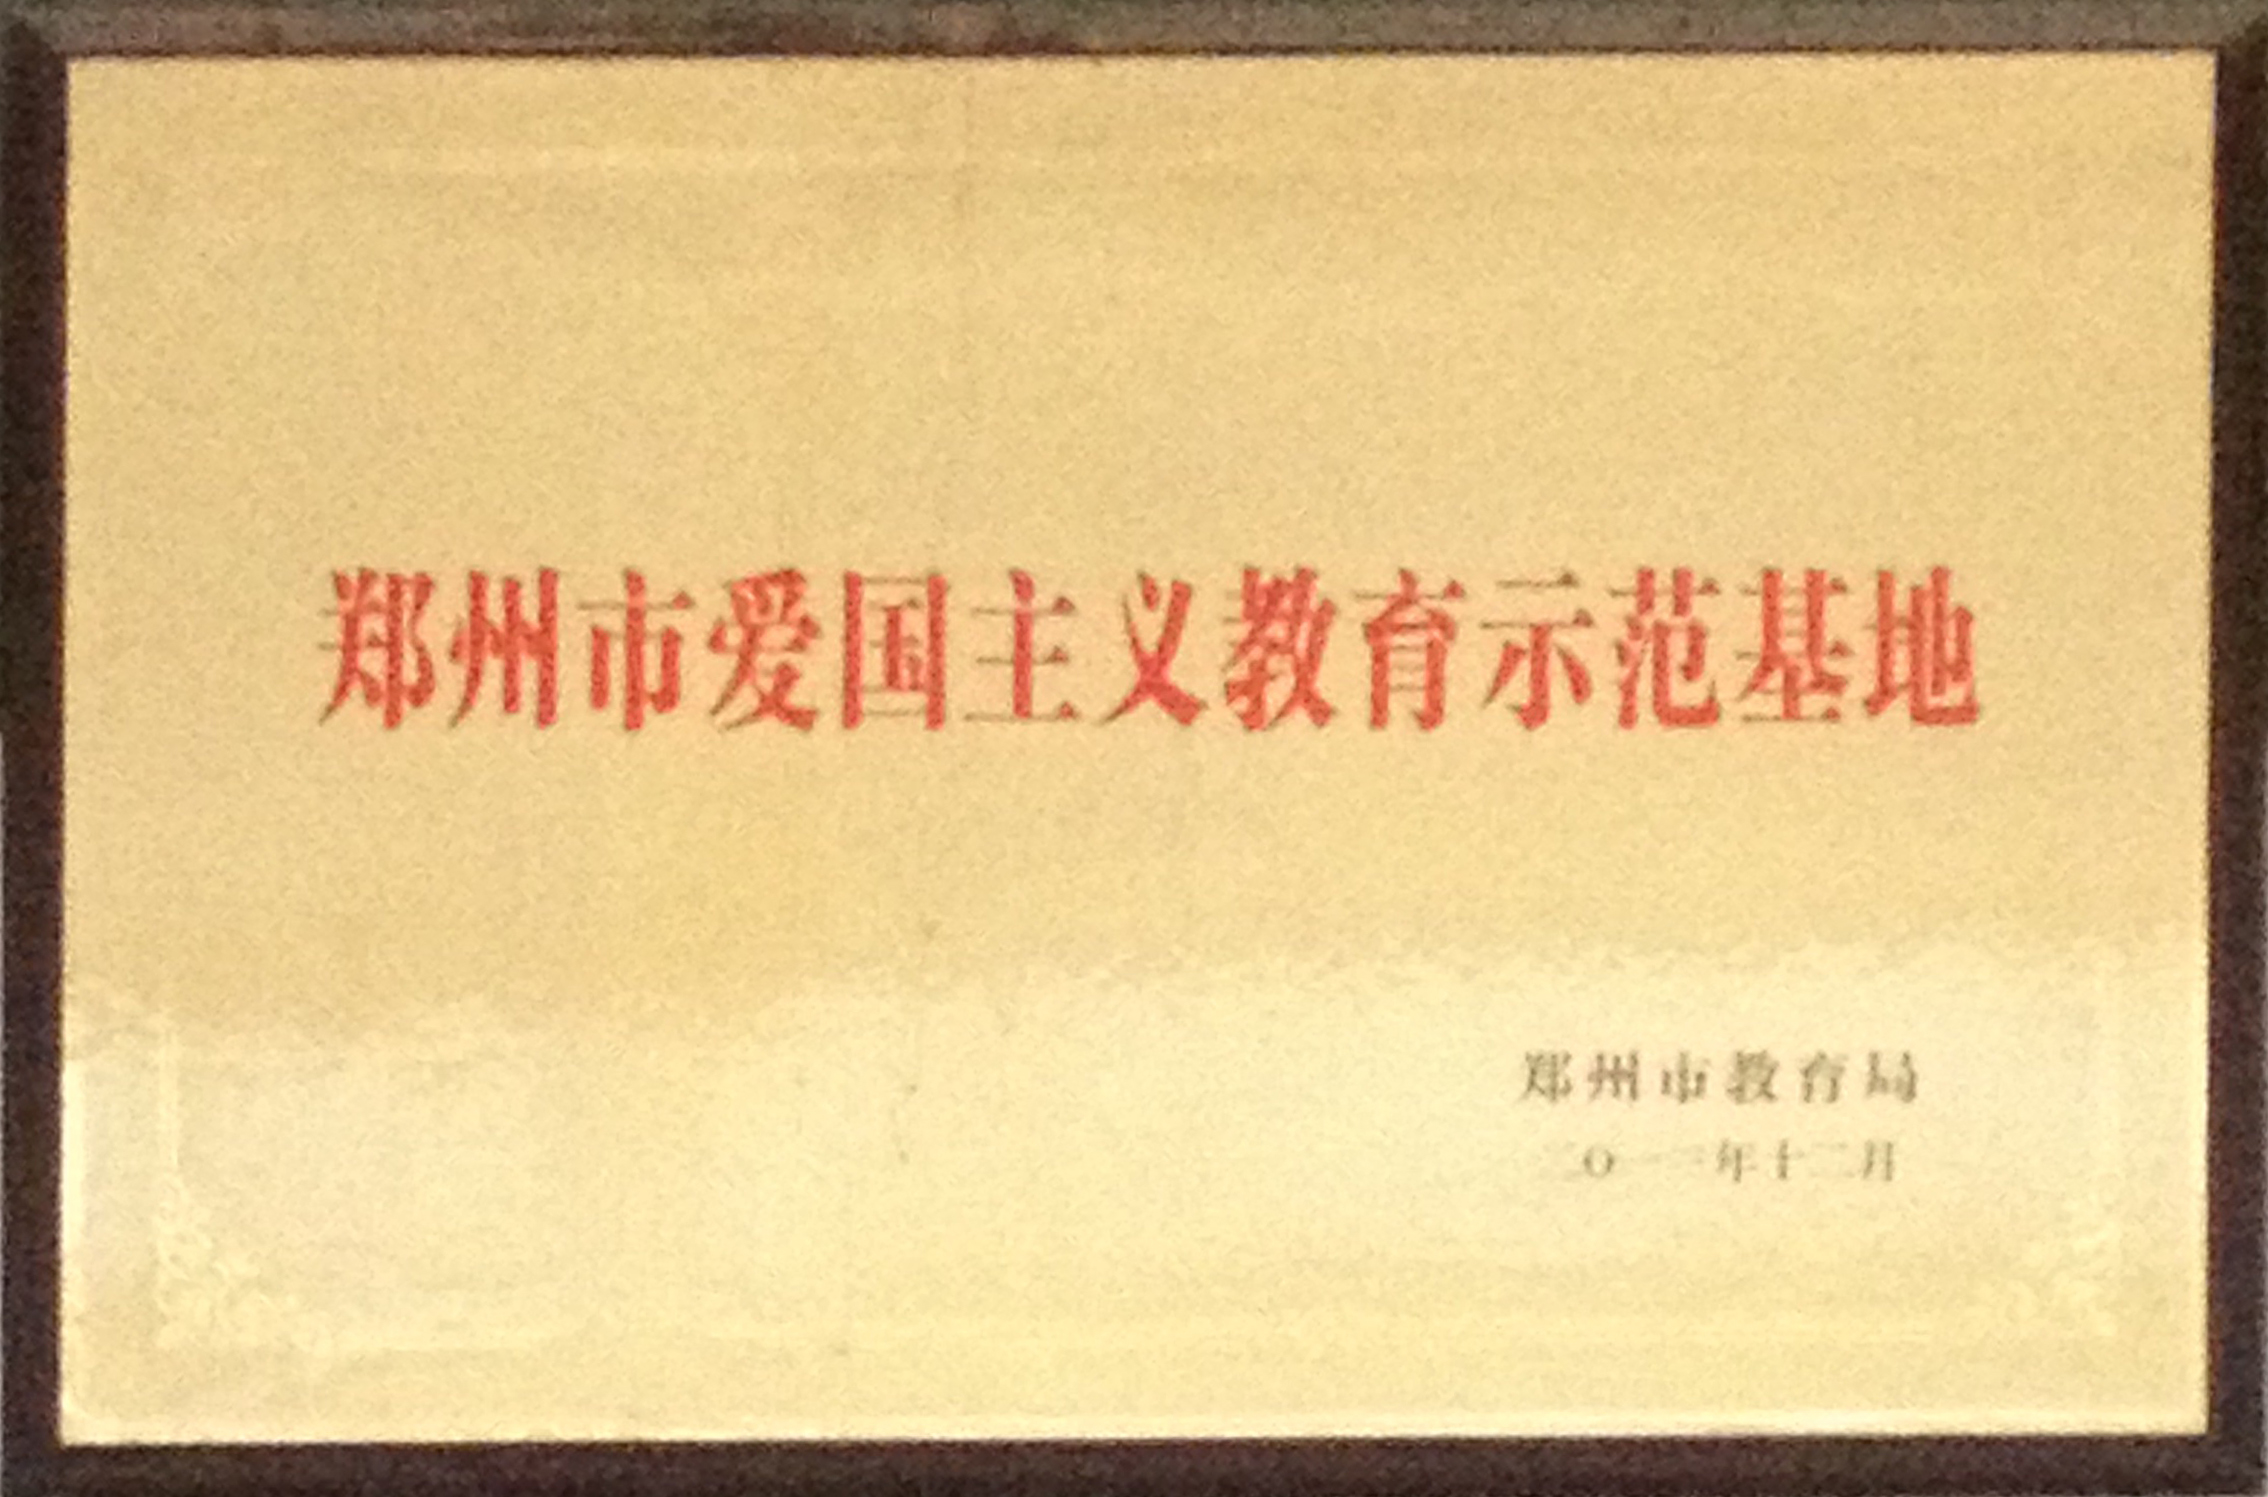 郑州市爱国主义教育示范基地
郑州市教育局
二〇一三年十二月